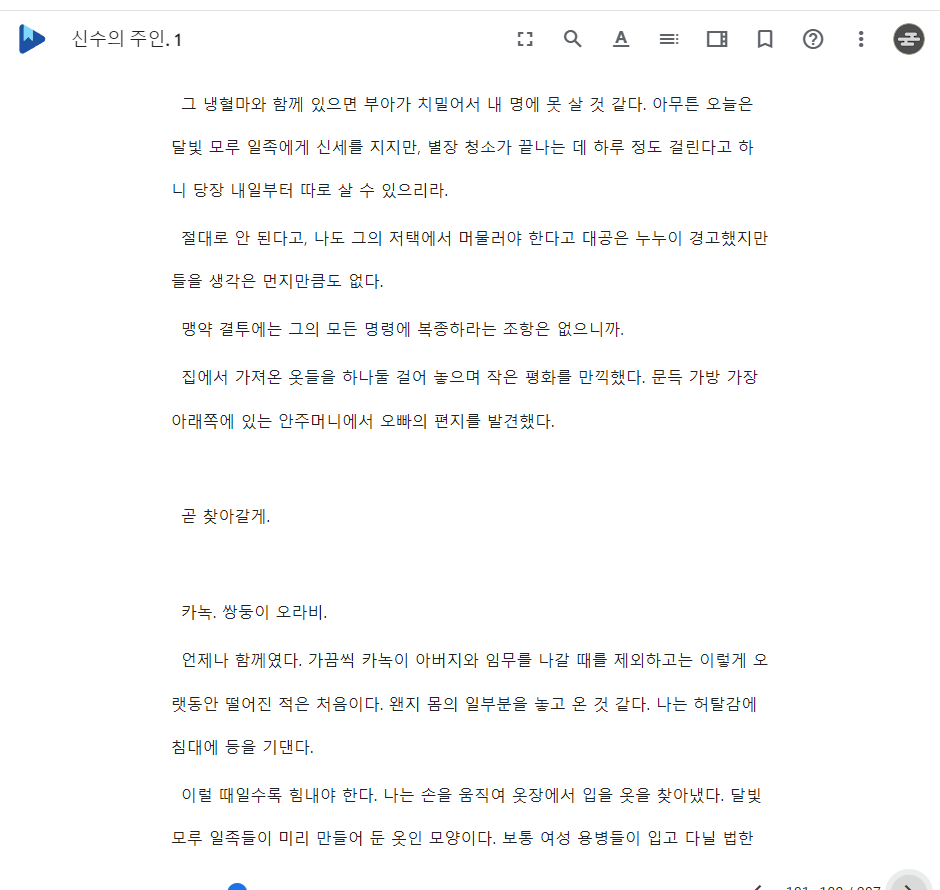 신수의 주인. 1
그 냉혈마와 함께 있으면 부아가 치밀어서 내 명에 못 살 것 같다. 아무튼 오늘은
달빛 모루 일족에게 신세를 지지만, 별장 청소가 끝나는 데 하루 정도 걸린다고 하
니 당장 내일부터 따로 살 수 있으리라.
절대로 안 된다고, 나도 그의 저택에서 머물러야 한다고 대공은 누누이 경고했지만
들을 생각은 먼지만큼도 없다.
맹약 결투에는 그의 모든 명령에 복종하라는 조항은 없으니까.
집에서 가져온 옷들을 하나둘 걸어 놓으며 작은 평화를 만끽했다. 문득 가방 가장
아래쪽에 있는 안주머니에서 오빠의 편지를 발견했다.
곧 찾아갈게.
카녹. 쌍둥이 오라비.
언제나 함께였다. 가끔씩 카녹이 아버지와 임무를 나갈 때를 제외하고는 이렇게 오
랫동안 떨어진 적은 처음이다. 왠지 몸의 일부분을 놓고 온 것 같다. 나는 허탈감에
침대에 등을 기댄다.
이럴 때일수록 힘내야 한다. 나는 손을 움직여 옷장에서 입을 옷을 찾아냈다. 달빛
모루 일족들이 미리 만들어 둔 옷인 모양이다. 보통 여성 용병들이 입고 다닐 법한